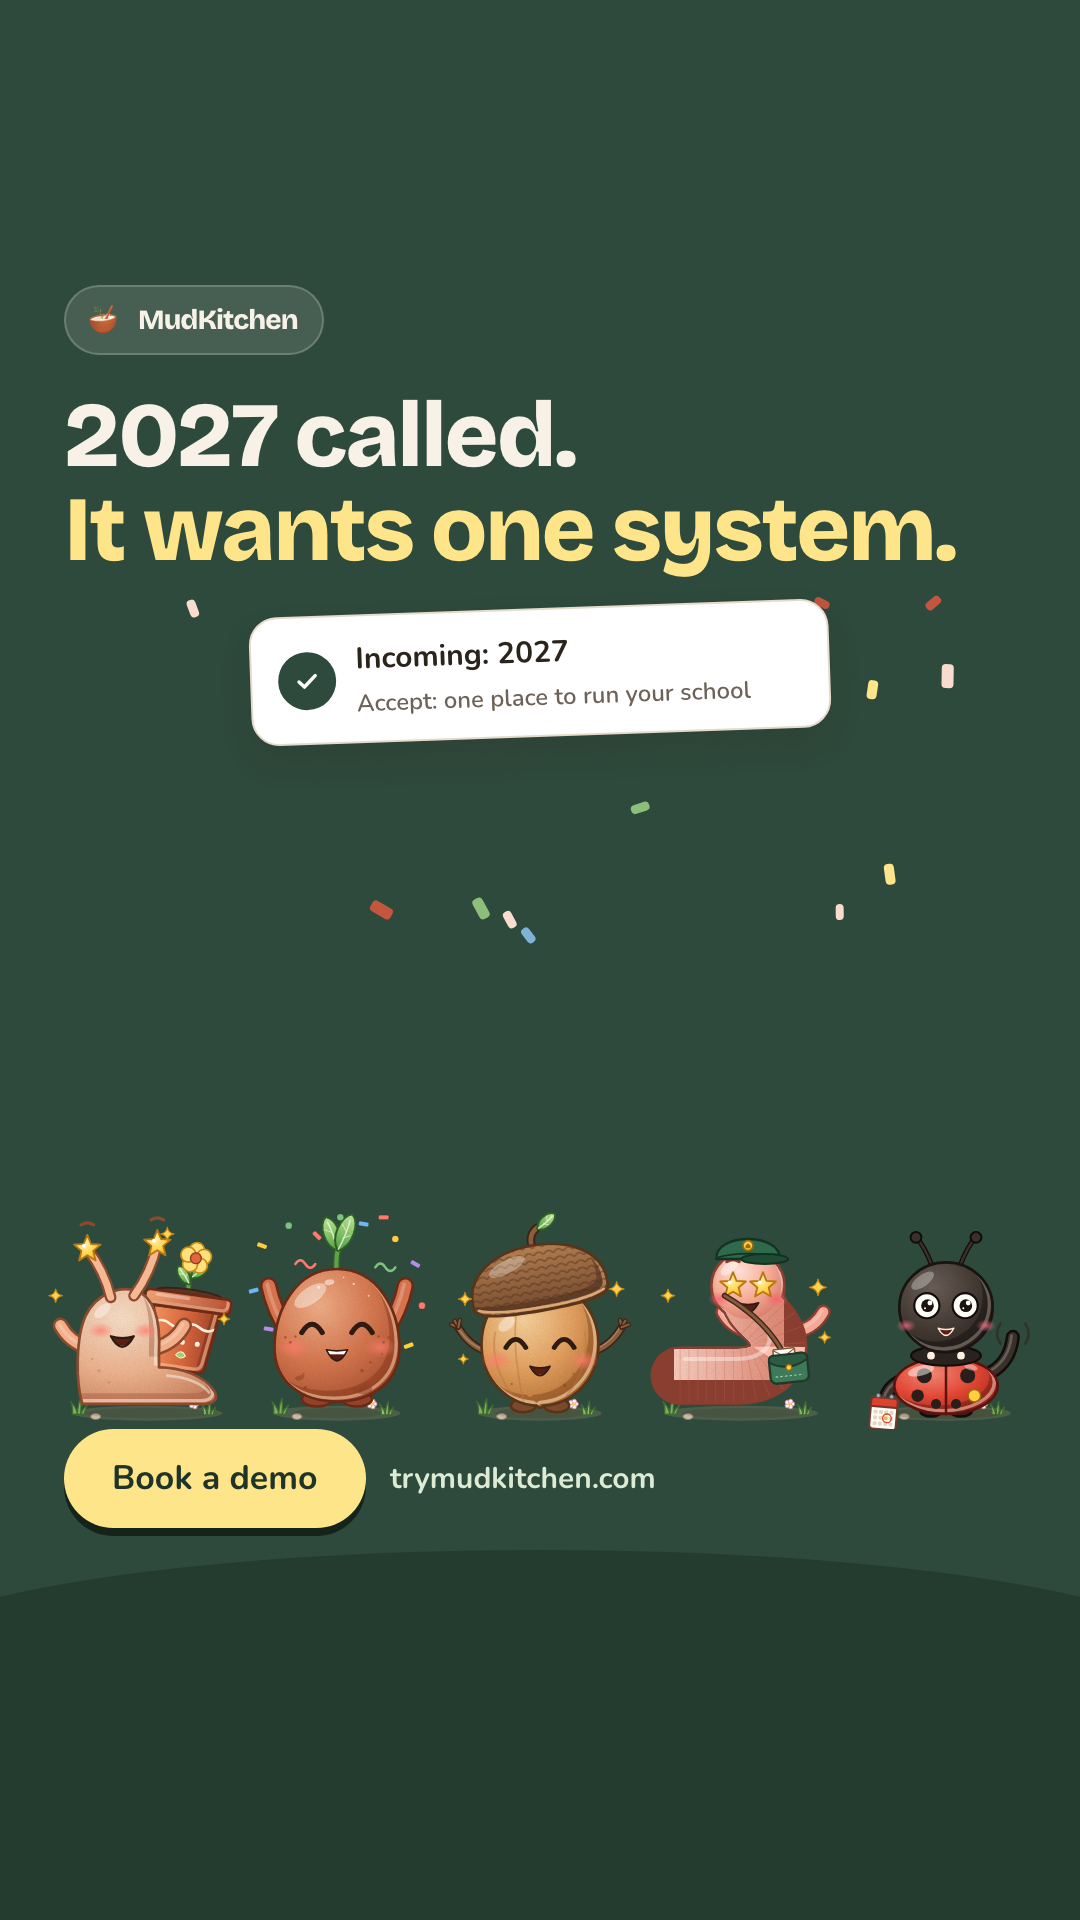 MudKitchen
2027 called.
It wants one system.
Incoming: 2027
Accept: one place to run your school
Book a demo
trymudkitchen.com